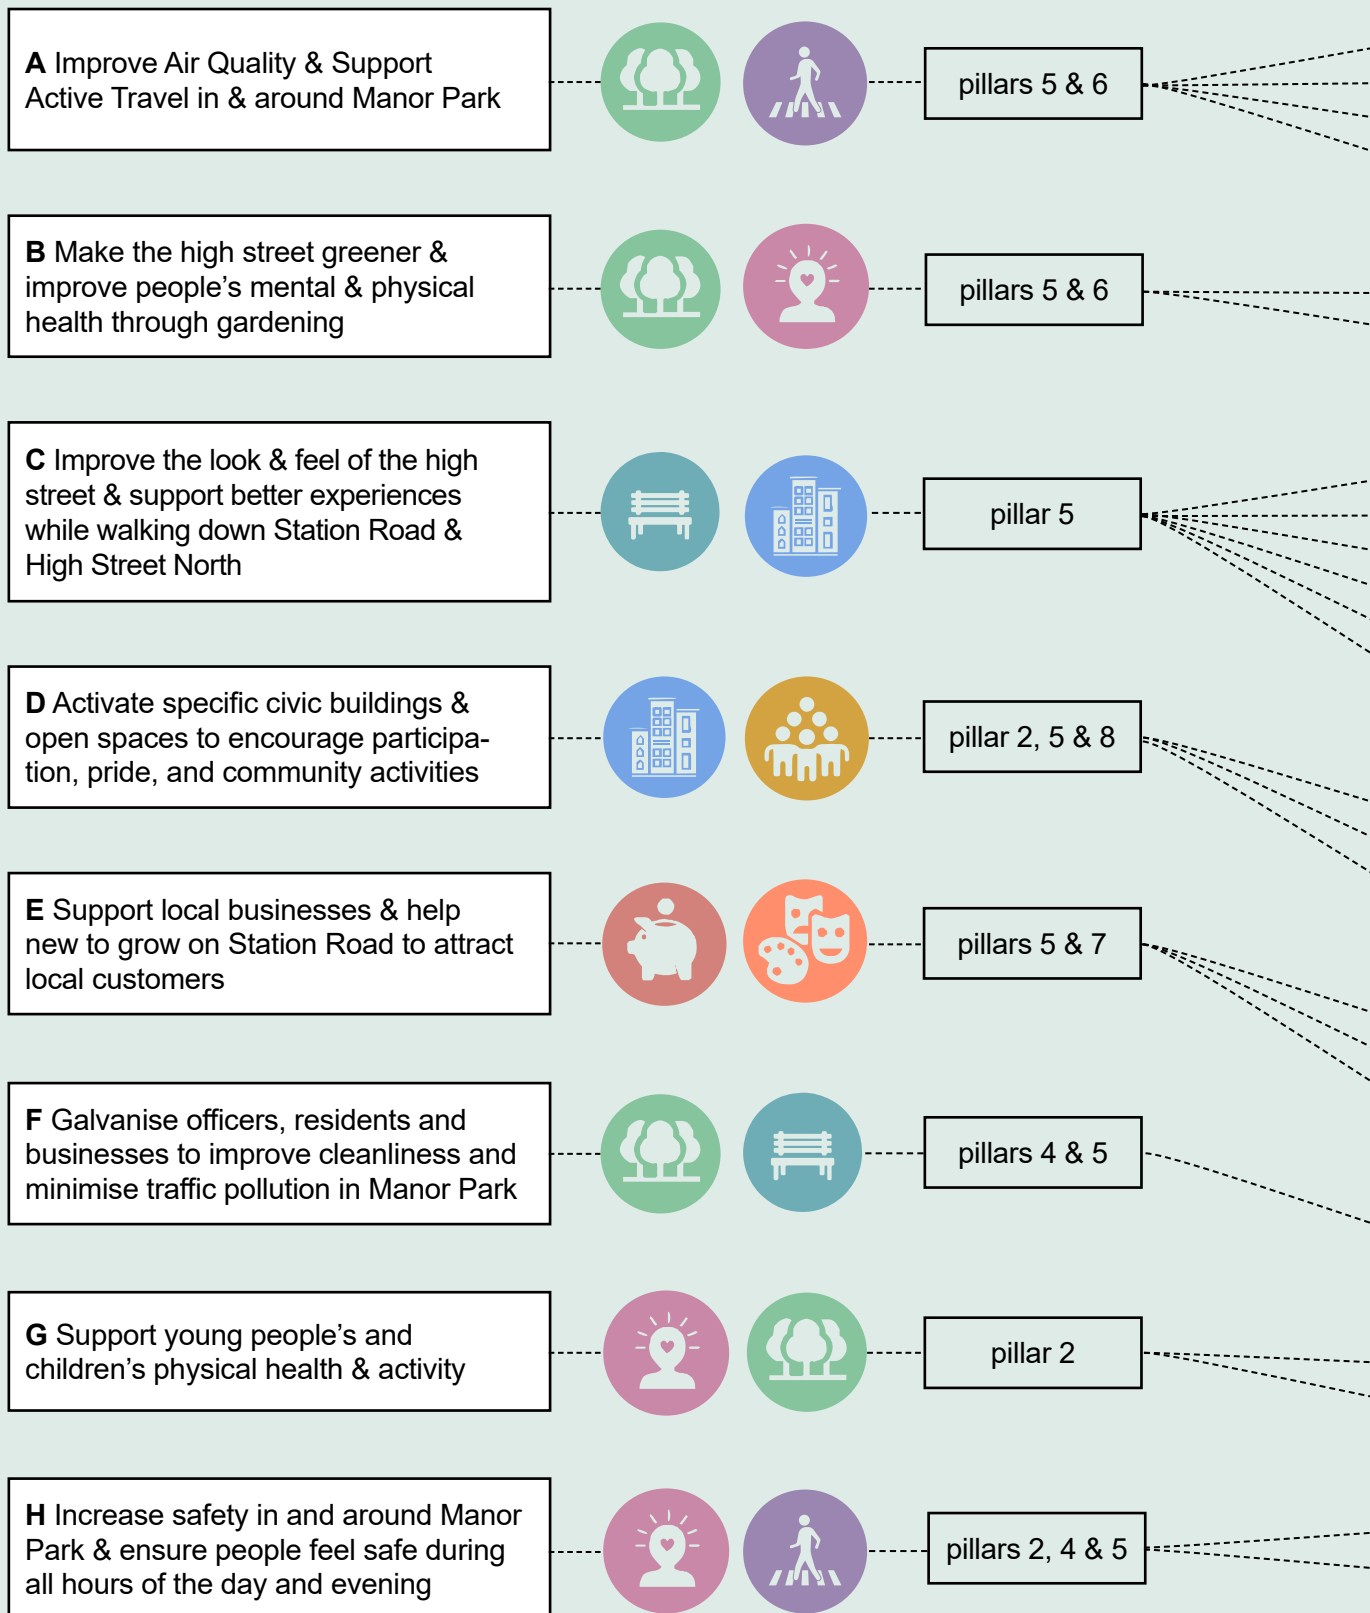 A Improve Air Quality & Support
Active Travel in & around Manor Park
pillars 5 & 6
B Make the high street greener &
improve people’s mental & physical
health through gardening
pillars 5 & 6
C Improve the look & feel of the high
street & support better experiences
while walking down Station Road &
High Street North
pillar 5
D Activate specific civic buildings &
open spaces to encourage participa-
tion, pride, and community activities
pillar 2, 5 & 8
E Support local businesses & help
new to grow on Station Road to attract
local customers
pillars 5 & 7
F Galvanise officers, residents and
businesses to improve cleanliness and
minimise traffic pollution in Manor Park
pillars 4 & 5
G Support young people’s and
children’s physical health & activity
pillar 2
H Increase safety in and around Manor
Park & ensure people feel safe during
all hours of the day and evening
pillars 2, 4 & 5